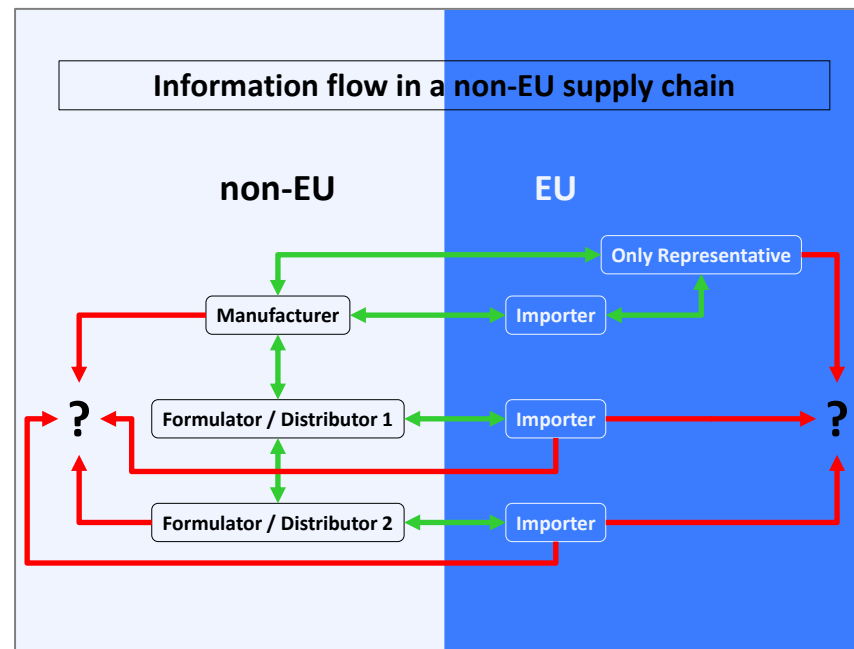 Information flow in a non-EU supply chain
non-EU
EU
Only Representative
Manufacturer
Importer
?
Formulator / Distributor 1
Importer
?
Formulator / Distributor 2
Importer